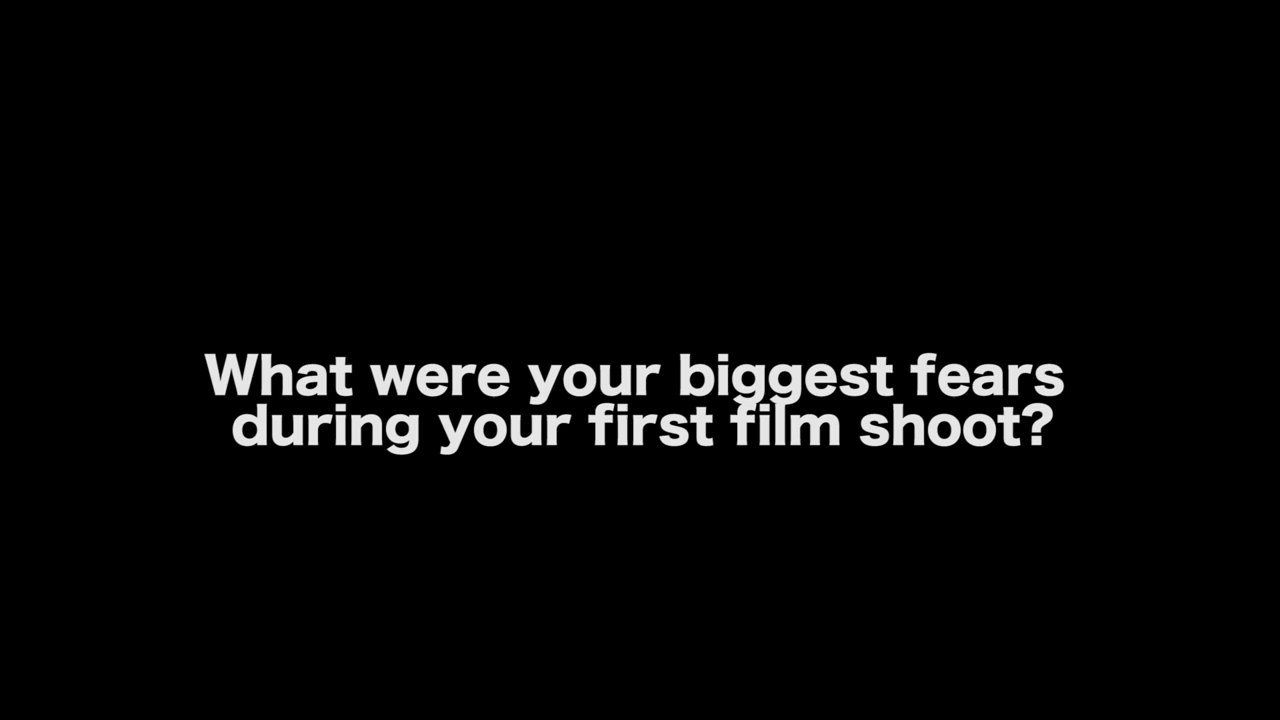 What were your biggest fears
during your first film shoot?